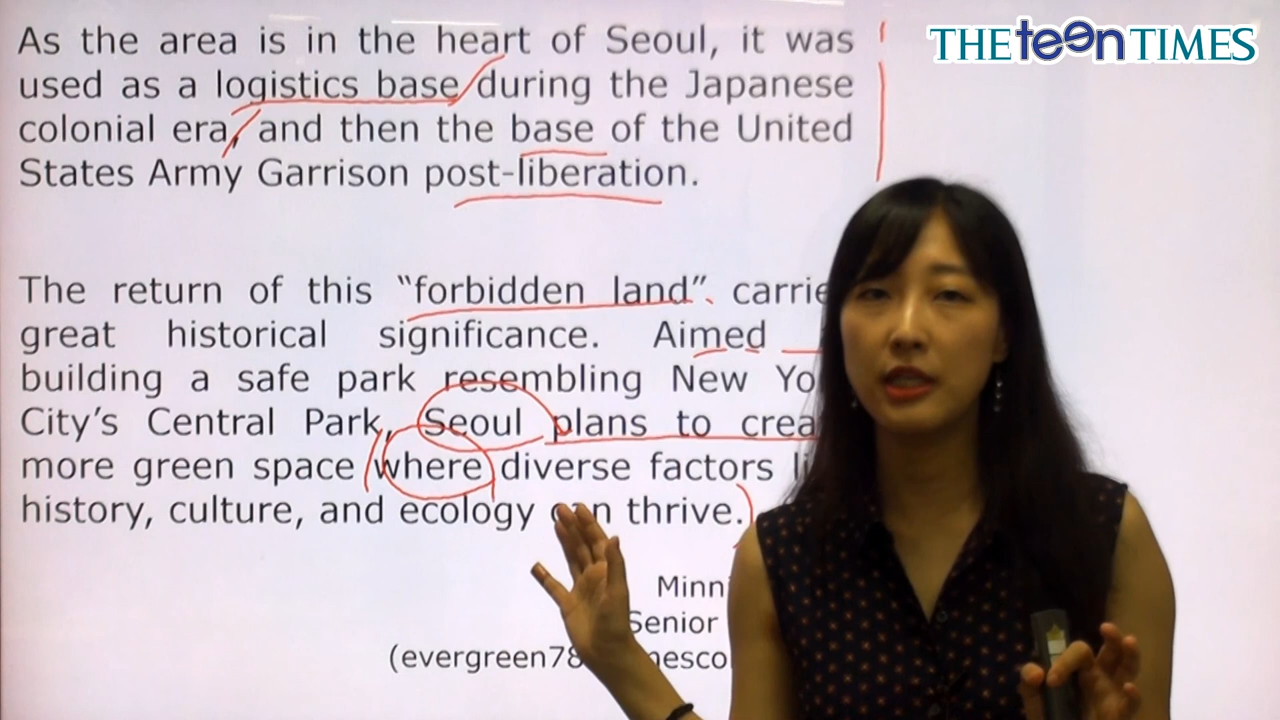 THE teen TIMES
As the area is in the heart of Seoul, it was
used as a logistics base during the Japanese
colonial era, and then the base of the United
States Army Garrison post-liberation.
The return of this “forbidden land” carrie
great historical significance. Aimed
building a safe park resembling New Yo
City’s Central Park, Seoul plans to crea
more green space where diverse factors li
history, culture, and ecology can thrive.
Minni
Senior
(evergreen78